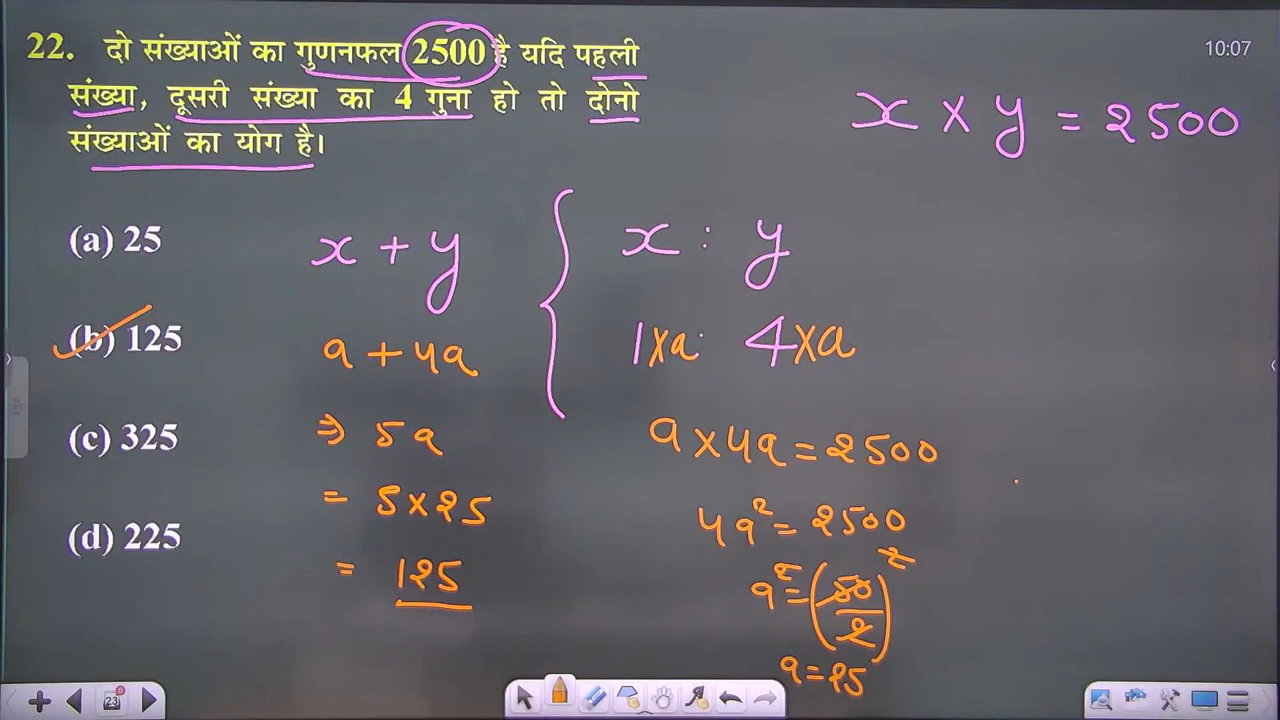 22. दो संख्याओं का गुणनफल 2500 है यदि पहली
संख्या, दूसरी संख्या का 4 गुना हो तो दोनो
संख्याओं का योग है।
10:07
x × y = 2500
(a) 25
(b) 125
(c) 325
(d) 225
x + y
a + 4a
⇒ 5a
= 5×25
= 125
x : y
1×a : 4×a
a × 4a = 2500
4a² = 2500
a² = (50/2)²
a = 25
23